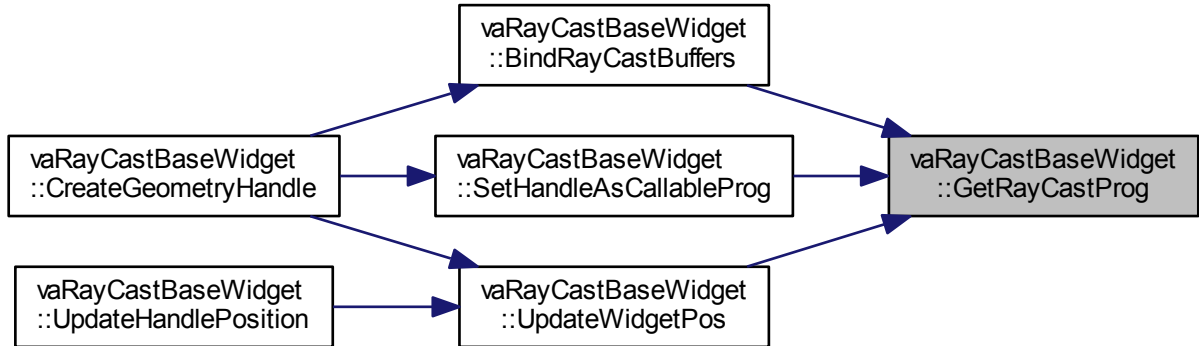 vaRayCastBaseWidget
::BindRayCastBuffers
vaRayCastBaseWidget
::CreateGeometryHandle
vaRayCastBaseWidget
::SetHandleAsCallableProg
vaRayCastBaseWidget
::GetRayCastProg
vaRayCastBaseWidget
::UpdateHandlePosition
vaRayCastBaseWidget
::UpdateWidgetPos